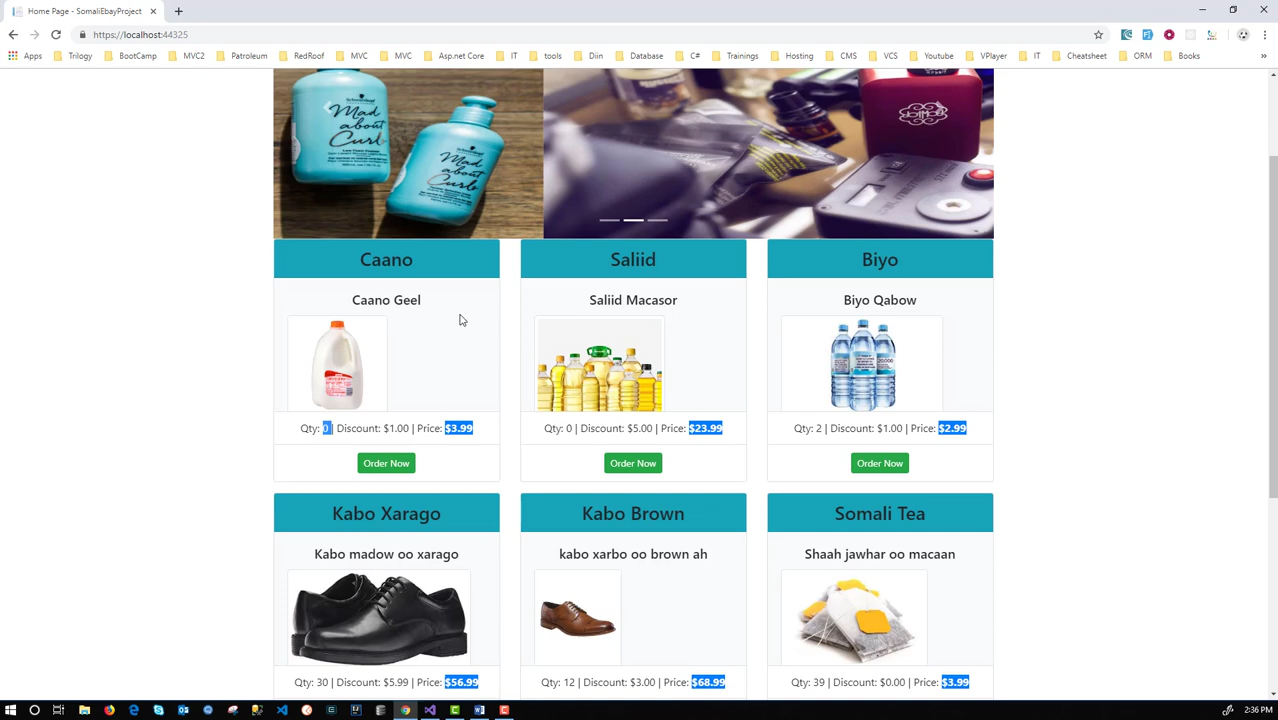 Home Page - SomaliEbayProject
https://localhost:44325
Apps Trilogy BootCamp MVC2 Patroleum RedRoof MVC MVC Asp.net Core IT tools Diin Database C# Trainings Hosting CMS VCS Youtube VPlayer IT Cheatsheet ORM Books
Mad about Curls
Mad about Curls
Caano Saliid Biyo
Caano Geel Saliid Macasor Biyo Qabow
Qty: 0 | Discount: $1.00 | Price: $3.99 Qty: 0 | Discount: $5.00 | Price: $23.99 Qty: 2 | Discount: $1.00 | Price: $2.99
Order Now Order Now Order Now
Kabo Xarago Kabo Brown Somali Tea
Kabo madow oo xarago kabo xarbo oo brown ah Shaah jawhar oo macaan
Qty: 30 | Discount: $5.99 | Price: $56.99 Qty: 12 | Discount: $3.00 | Price: $68.99 Qty: 39 | Discount: $0.00 | Price: $3.99
2:36 PM